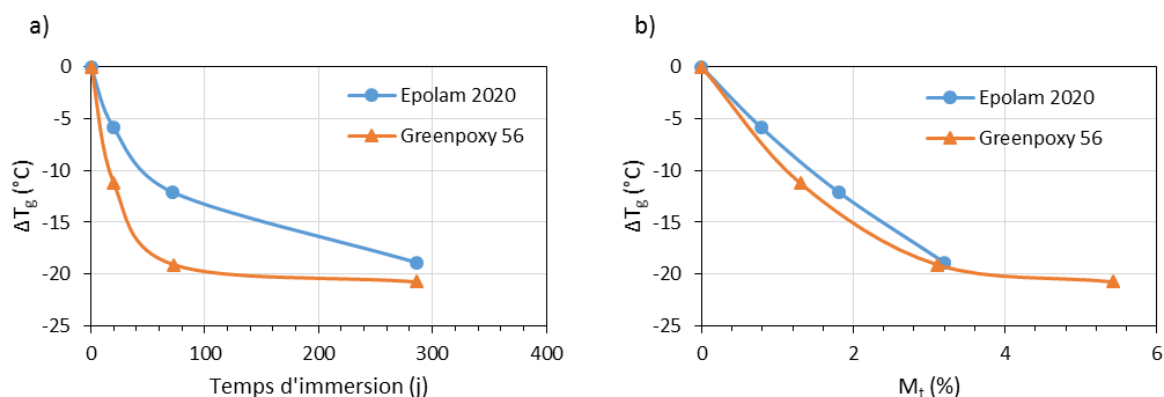 a)
0
-5
-10
-15
-20
-25
ΔTg (°C)
Epolam 2020
Greenpoxy 56
0 100 200 300 400
Temps d'immersion (j)
b)
0
-5
-10
-15
-20
-25
ΔTg (°C)
Epolam 2020
Greenpoxy 56
0 2 4 6
Mt (%)